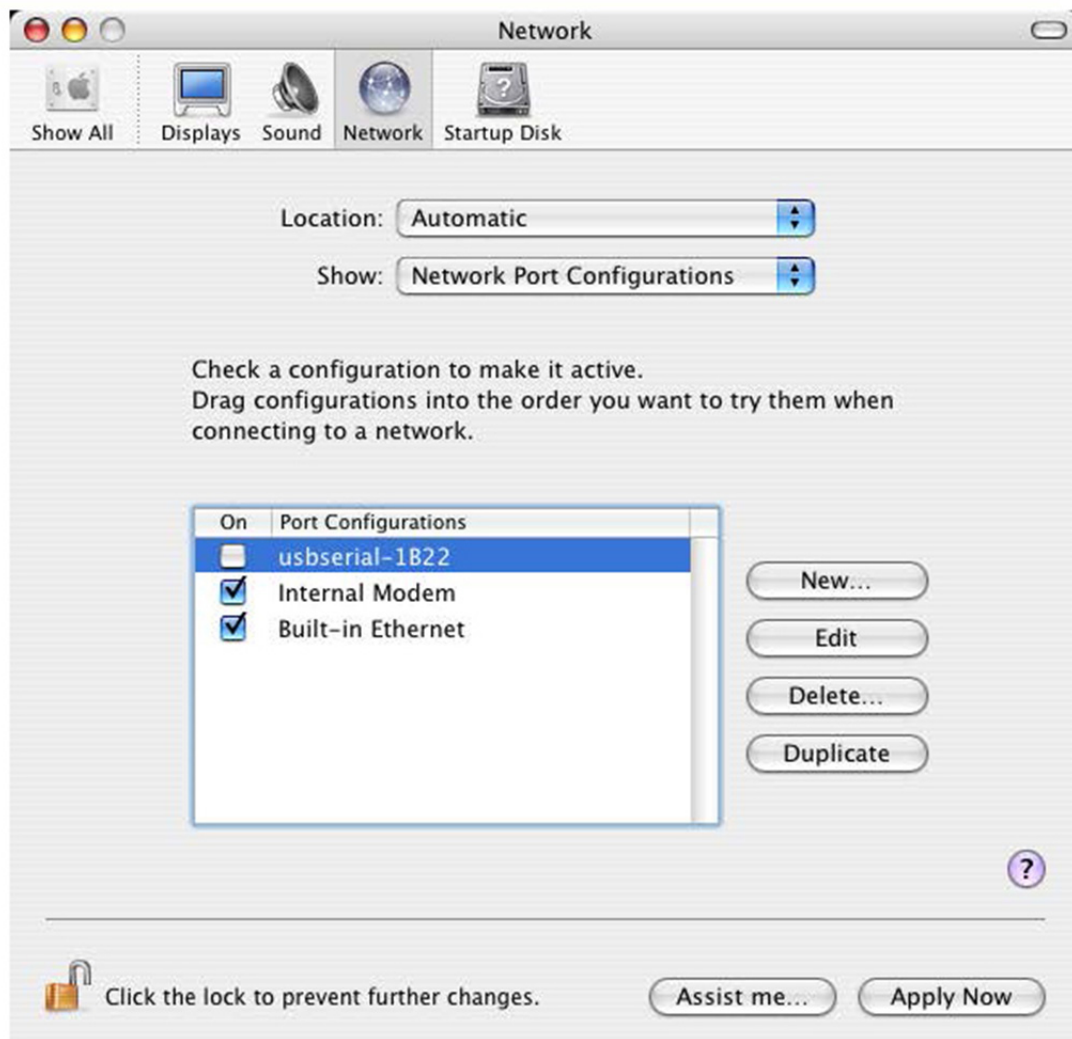 Network
Show All
Displays
Sound
Network
Startup Disk
Location: Automatic
Show: Network Port Configurations
Check a configuration to make it active.
Drag configurations into the order you want to try them when
connecting to a network.
On Port Configurations
usbserial-1B22
Internal Modem
Built-in Ethernet
New...
Edit
Delete...
Duplicate
?
Click the lock to prevent further changes.
Assist me...
Apply Now